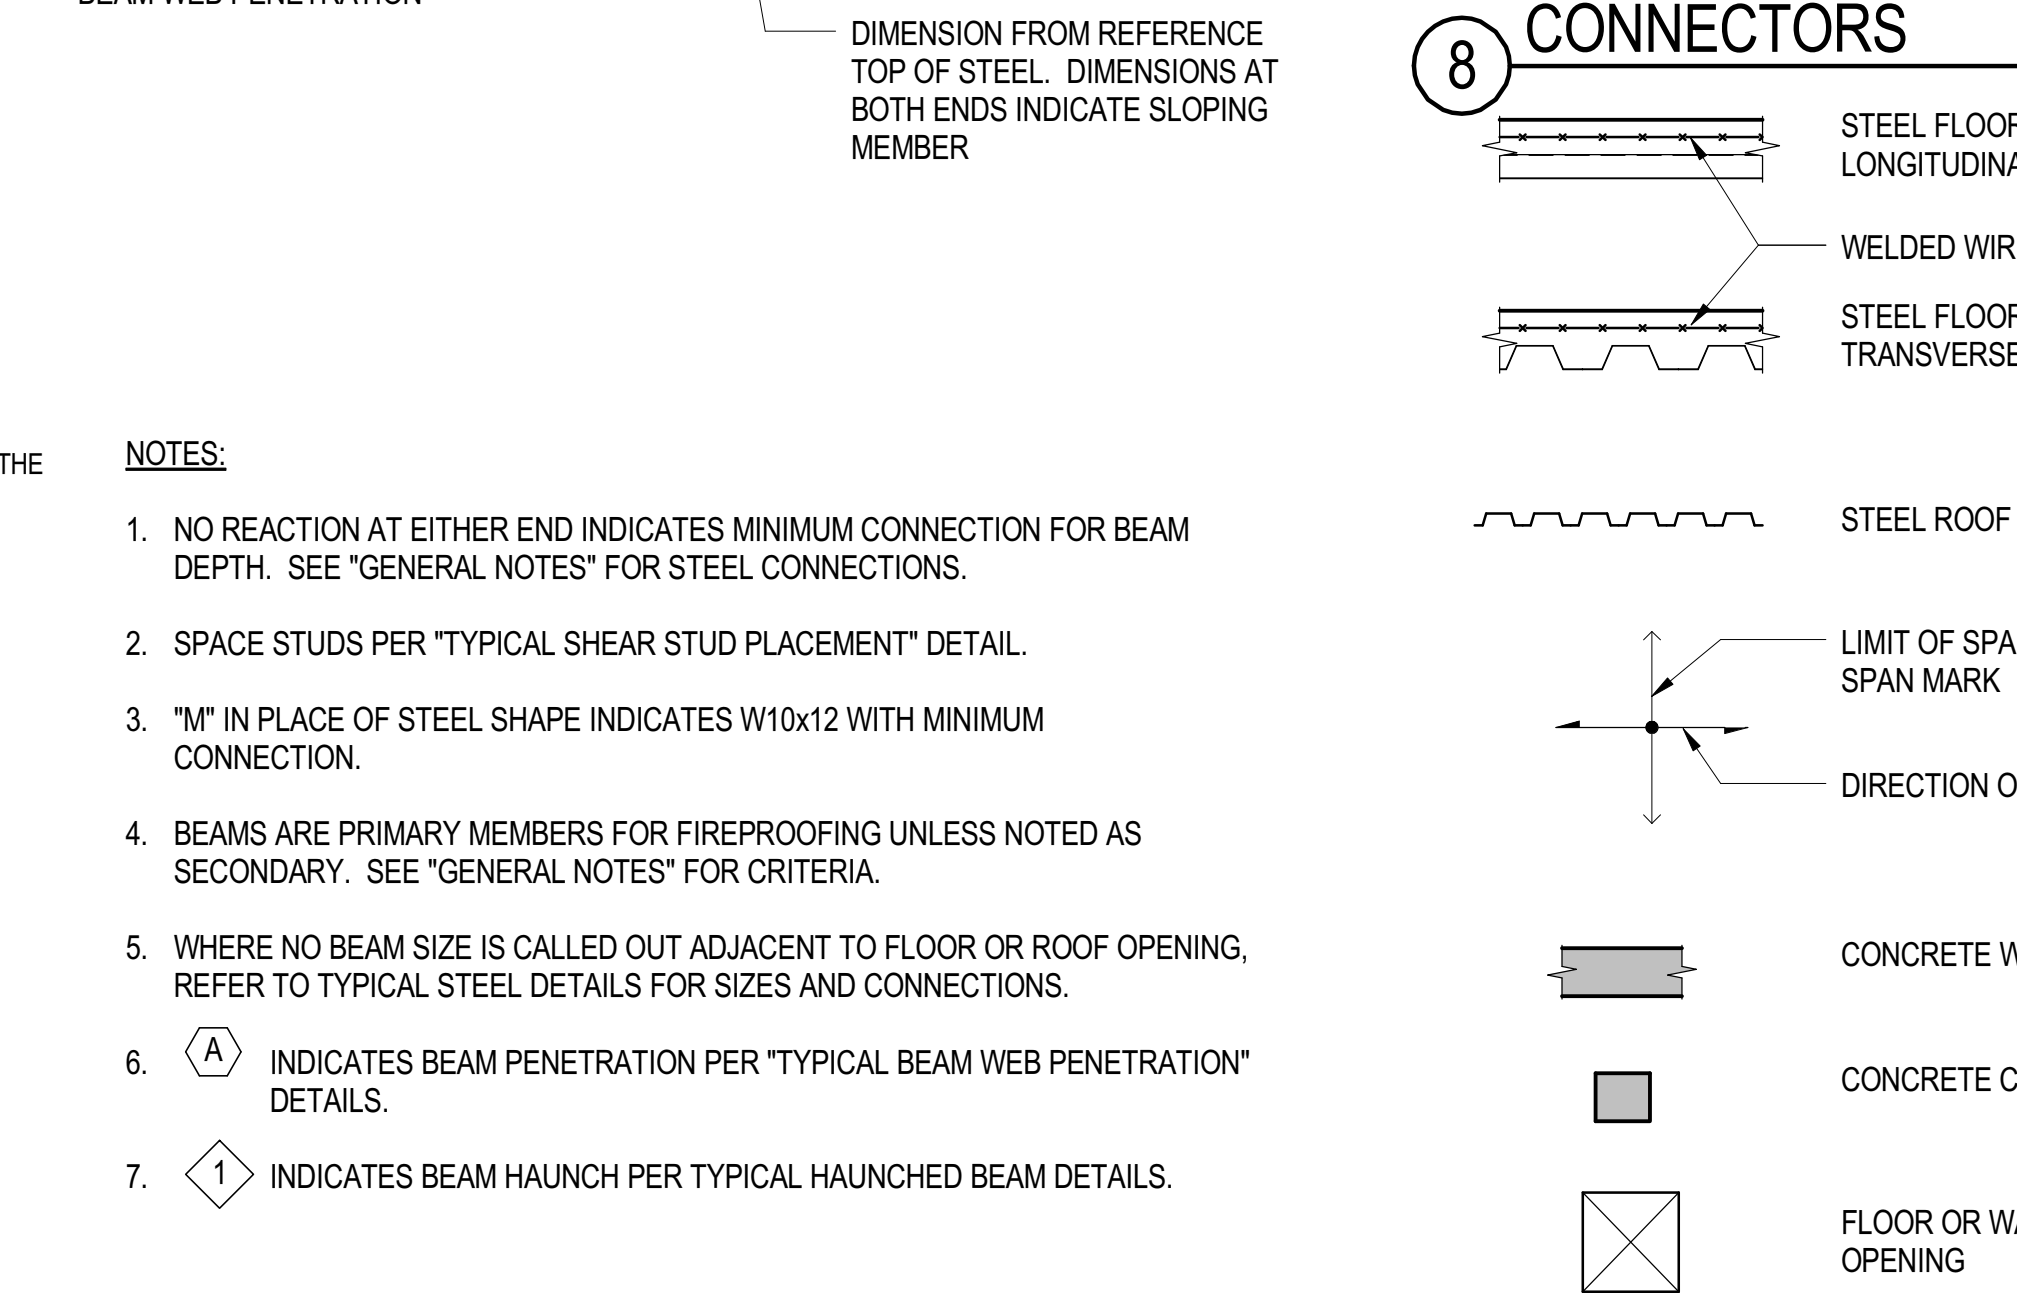 DIMENSION FROM REFERENCE
TOP OF STEEL.  DIMENSIONS AT
BOTH ENDS INDICATE SLOPING
MEMBER
THE
NOTES:
1. NO REACTION AT EITHER END INDICATES MINIMUM CONNECTION FOR BEAM
DEPTH.  SEE "GENERAL NOTES" FOR STEEL CONNECTIONS.
2. SPACE STUDS PER "TYPICAL SHEAR STUD PLACEMENT" DETAIL.
3. "M" IN PLACE OF STEEL SHAPE INDICATES W10x12 WITH MINIMUM
CONNECTION.
4. BEAMS ARE PRIMARY MEMBERS FOR FIREPROOFING UNLESS NOTED AS
SECONDARY.  SEE "GENERAL NOTES" FOR CRITERIA.
5. WHERE NO BEAM SIZE IS CALLED OUT ADJACENT TO FLOOR OR ROOF OPENING,
REFER TO TYPICAL STEEL DETAILS FOR SIZES AND CONNECTIONS.
6. A INDICATES BEAM PENETRATION PER "TYPICAL BEAM WEB PENETRATION"
DETAILS.
7. 1 INDICATES BEAM HAUNCH PER TYPICAL HAUNCHED BEAM DETAILS.
8 CONNECTORS
STEEL FLOOR
LONGITUDINA
WELDED WIR
STEEL FLOOR
TRANSVERSE
STEEL ROOF
LIMIT OF SPA
SPAN MARK
DIRECTION O
CONCRETE W
CONCRETE C
FLOOR OR WA
OPENING